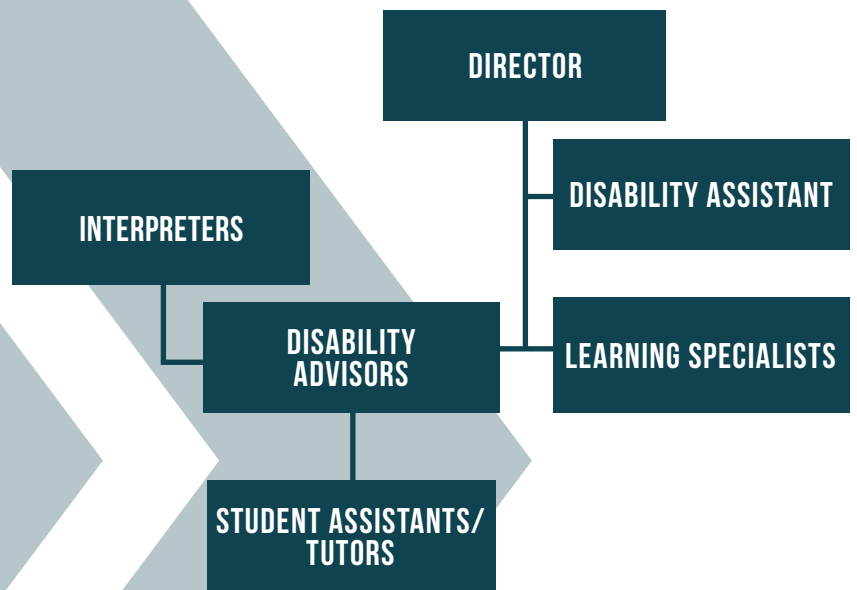 DIRECTOR
DISABILITY ASSISTANT
INTERPRETERS
DISABILITY
ADVISORS
LEARNING SPECIALISTS
STUDENT ASSISTANTS/
TUTORS